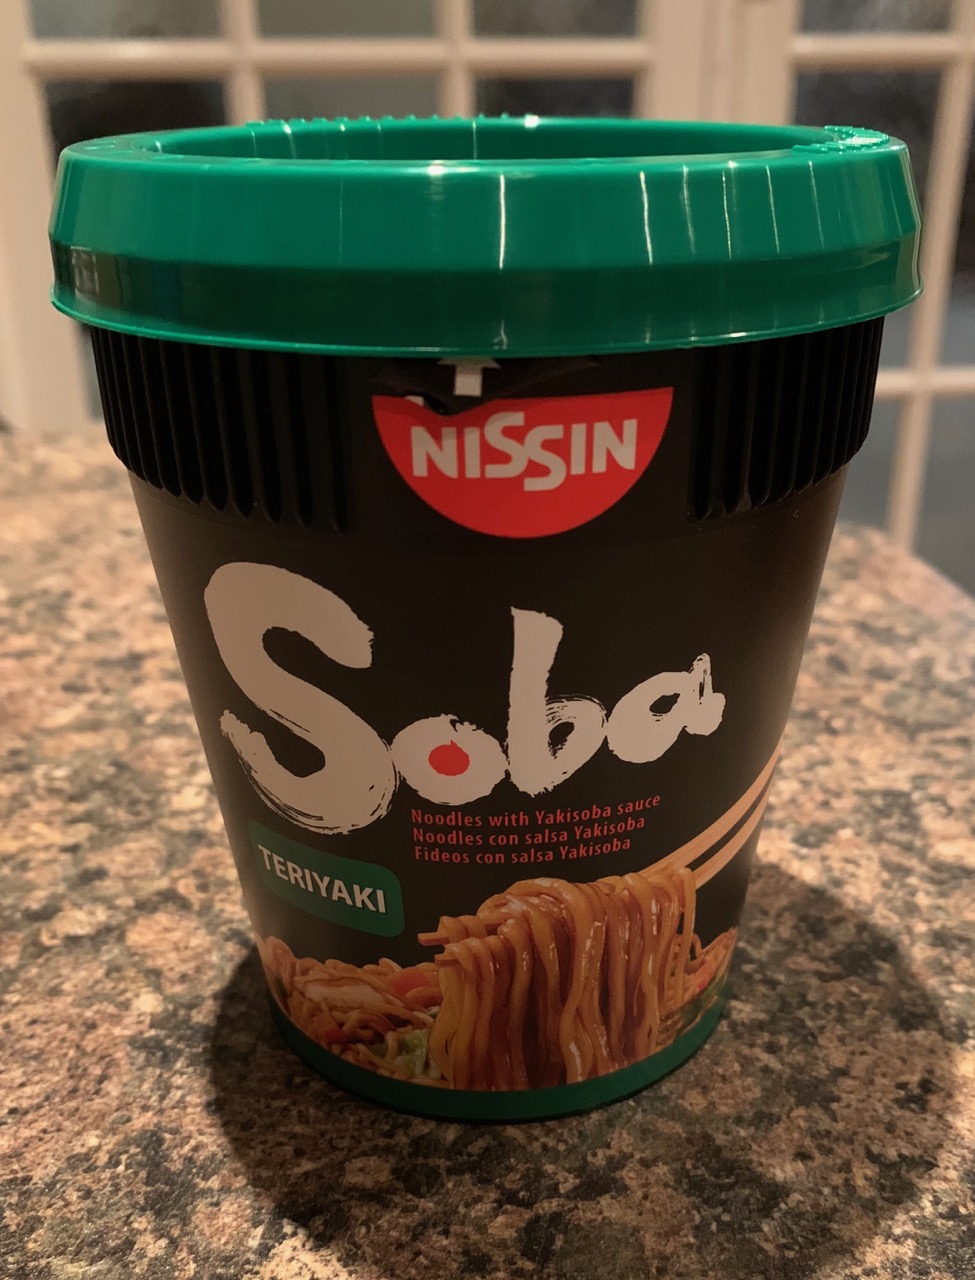 NISSIN
Soba
Noodles with Yakisoba sauce
Noodles con salsa Yakisoba
Fideos con salsa Yakisoba
TERIYAKI